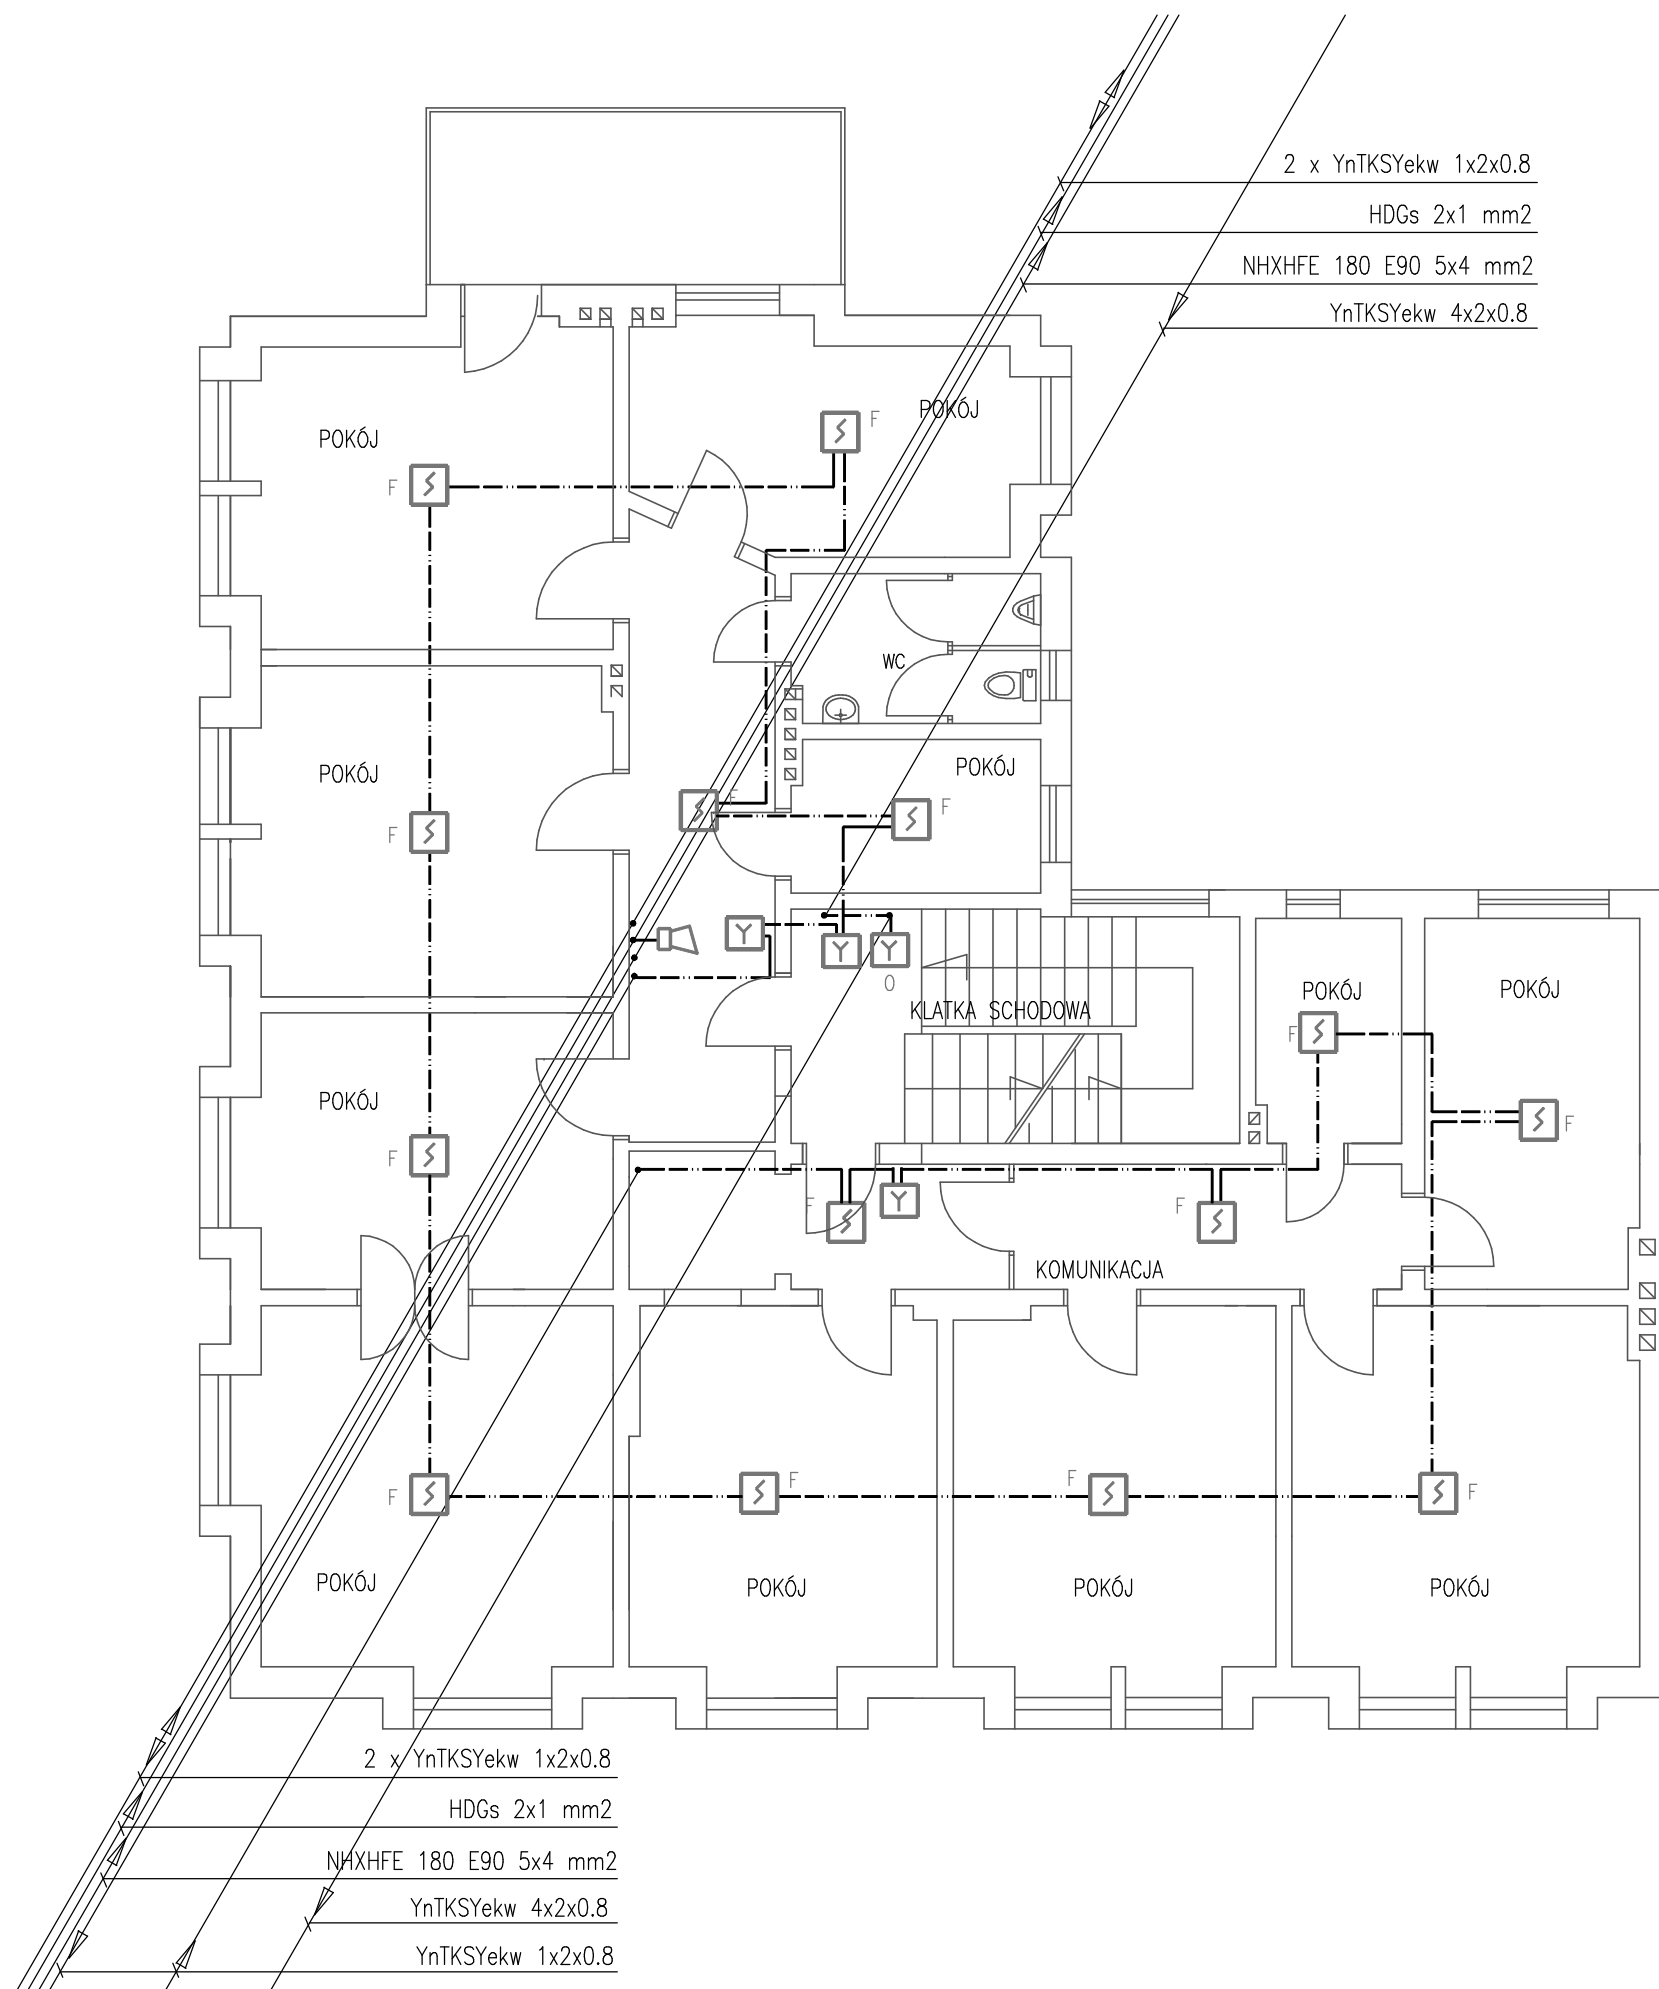 2 x YnTKSYekw 1x2x0.8
HDGs 2x1 mm2
NHXHFE 180 E90 5x4 mm2
YnTKSYekw 4x2x0.8
POKÓJ
F
POKÓJ
F
WC
POKÓJ
POKÓJ
F
F
F
O
KLATKA SCHODOWA
POKÓJ
POKÓJ
F
F
POKÓJ
F
F
F
KOMUNIKACJA
F
F
F
F
POKÓJ
POKÓJ
POKÓJ
POKÓJ
2 x YnTKSYekw 1x2x0.8
HDGs 2x1 mm2
NHXHFE 180 E90 5x4 mm2
YnTKSYekw 4x2x0.8
YnTKSYekw 1x2x0.8